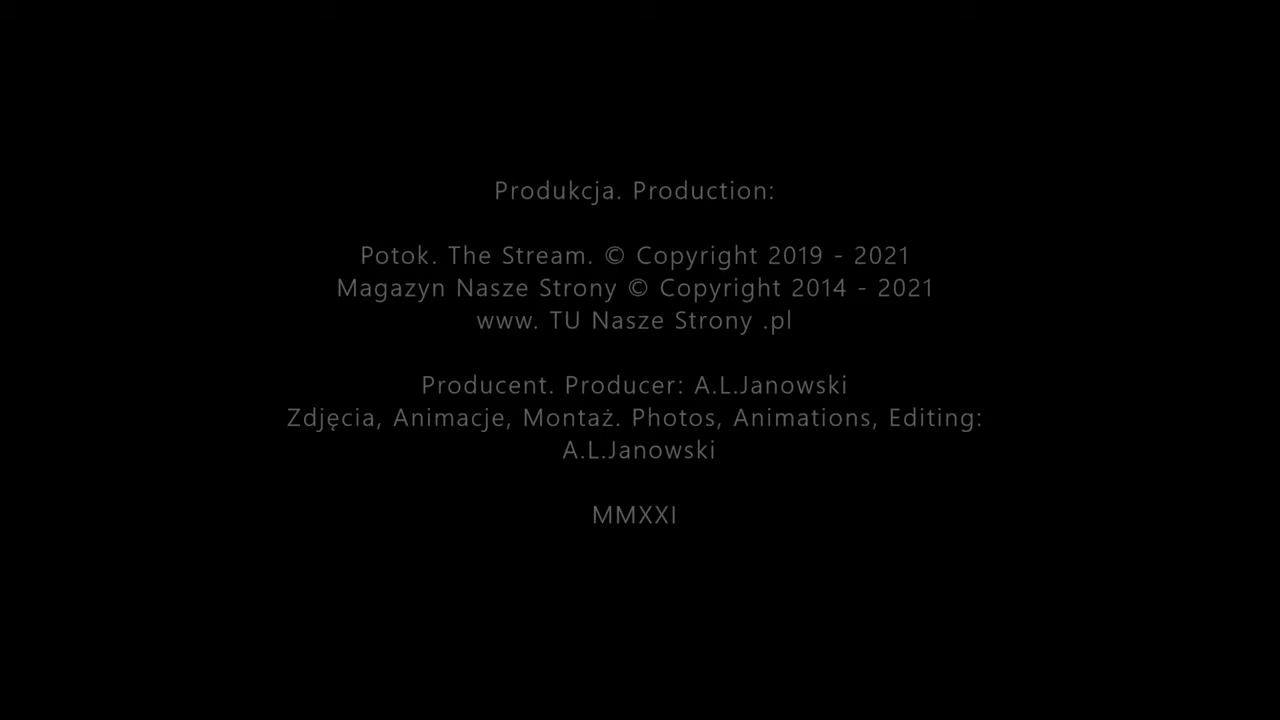 Produkcja. Production:
Potok. The Stream. © Copyright 2019 - 2021
Magazyn Nasze Strony © Copyright 2014 - 2021
www. TU Nasze Strony .pl
Producent. Producer: A.L.Janowski
Zdjęcia, Animacje, Montaż. Photos, Animations, Editing:
A.L.Janowski
MMXXI